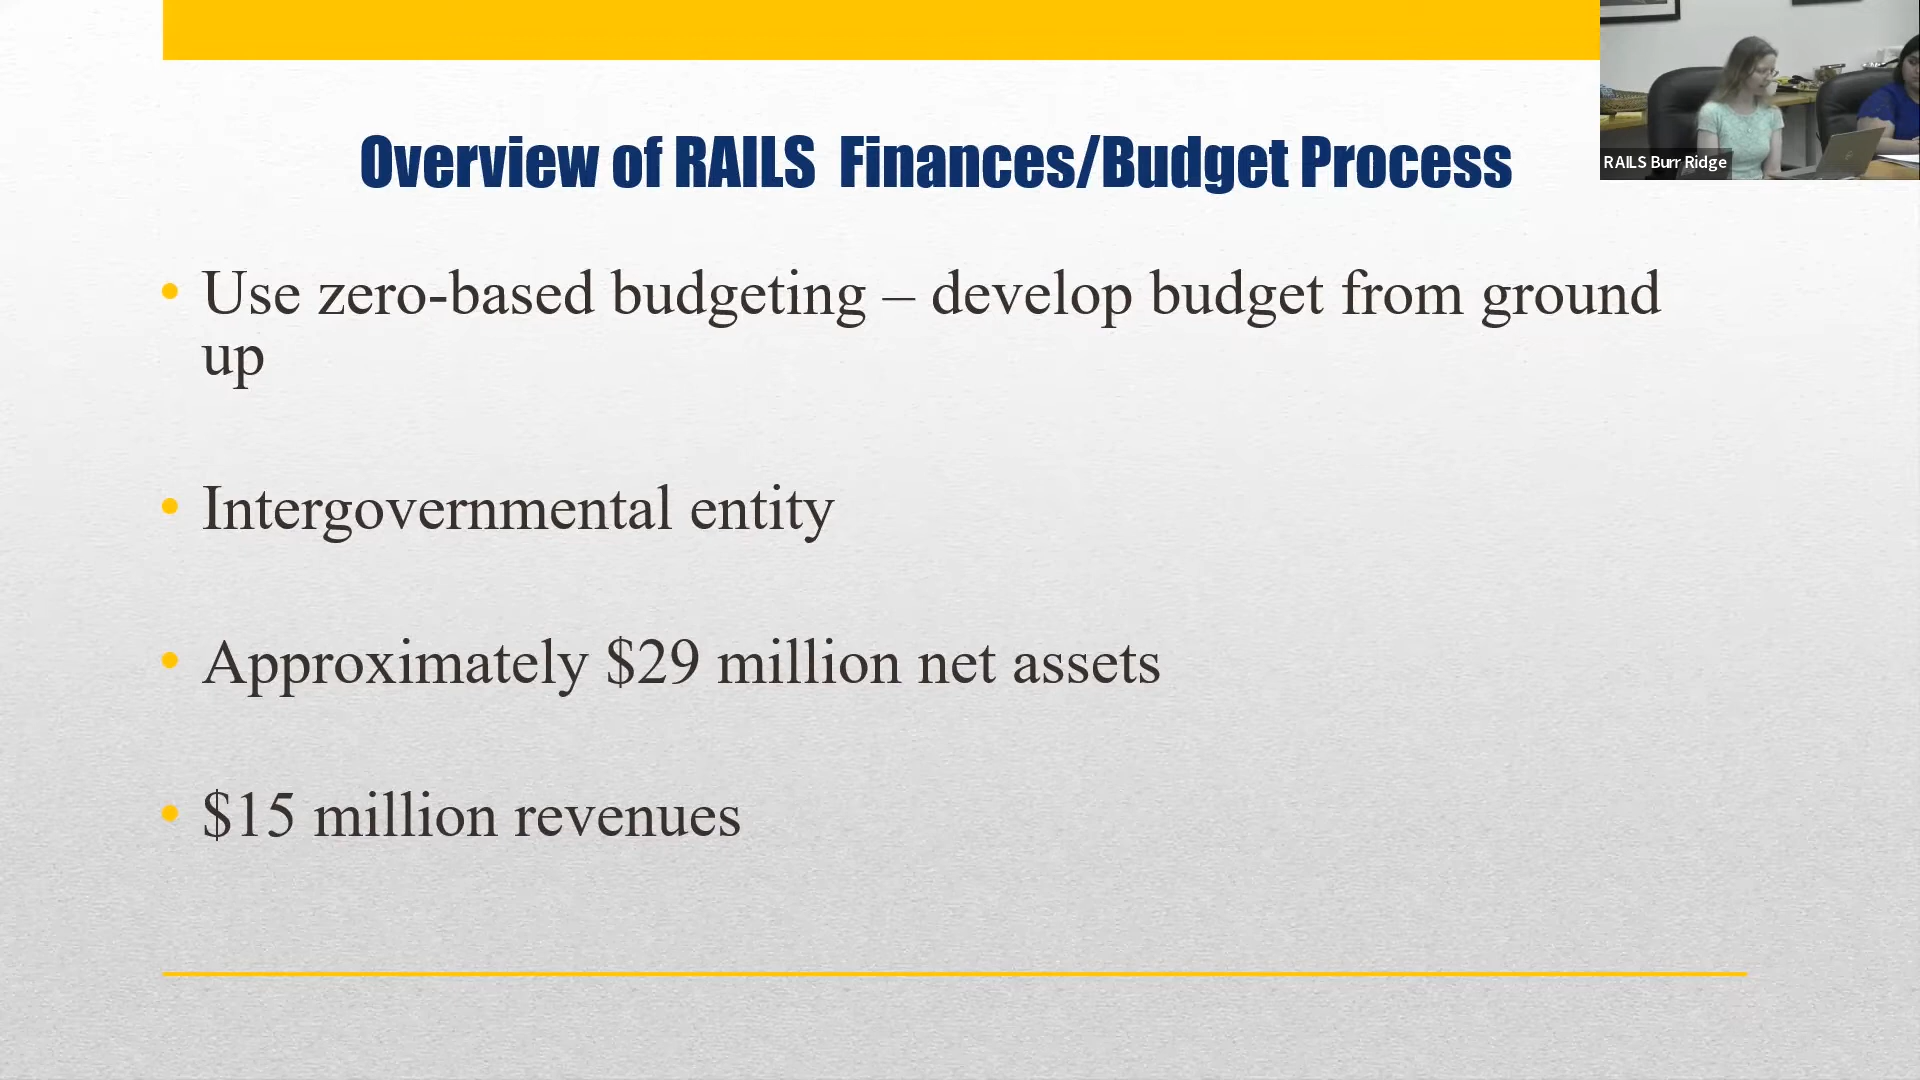 Overview of RAILS  Finances/Budget Process
RAILS Burr Ridge
• Use zero-based budgeting – develop budget from ground
up
• Intergovernmental entity
• Approximately $29 million net assets
• $15 million revenues